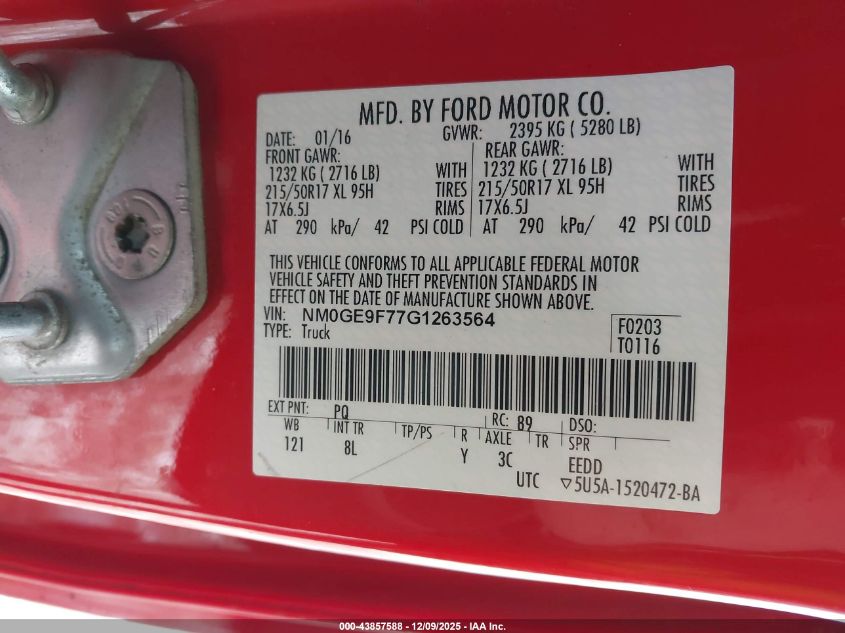 MFD. BY FORD MOTOR CO.
DATE: 01/16 GVWR: 2395 KG ( 5280 LB)
FRONT GAWR: REAR GAWR:
1232 KG ( 2716 LB) WITH 1232 KG ( 2716 LB) WITH
215/50R17 XL 95H TIRES 215/50R17 XL 95H TIRES
17X6.5J RIMS 17X6.5J RIMS
AT 290 kPa/ 42 PSI COLD AT 290 kPa/ 42 PSI COLD
THIS VEHICLE CONFORMS TO ALL APPLICABLE FEDERAL MOTOR
VEHICLE SAFETY AND THEFT PREVENTION STANDARDS IN
EFFECT ON THE DATE OF MANUFACTURE SHOWN ABOVE.
VIN: NM0GE9F77G1263564 F0203
TYPE: Truck T0116
EXT PNT: PQ RC: 89 DSO:
WB INT TR TP/PS R AXLE TR SPR
121 8L Y 3C EEDD
UTC ▽5U5A-1520472-BA
000-43857588 - 12/09/2025 - IAA Inc.